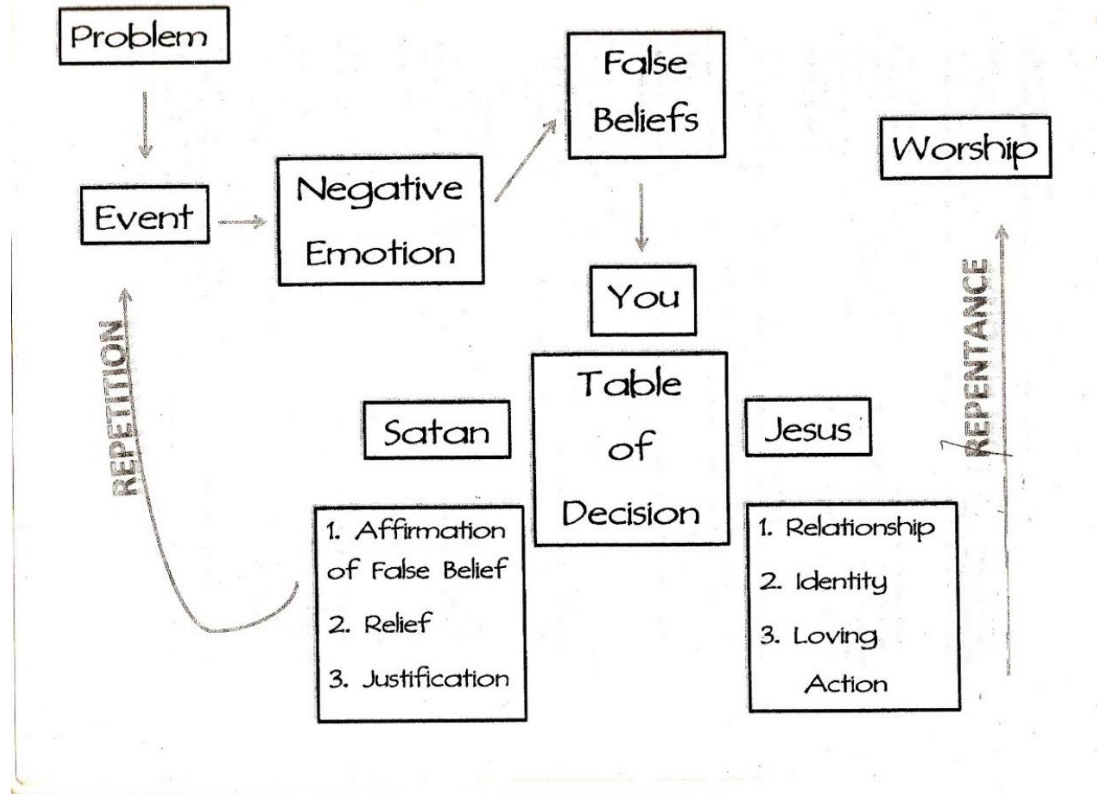 Problem
False
Beliefs
Worship
Negative
Emotion
Event
You
REPETITION
REPENTANCE
Table
of
Decision
Satan
Jesus
1. Affirmation
of False Belief
2. Relief
3. Justification
1. Relationship
2. Identity
3. Loving
Action